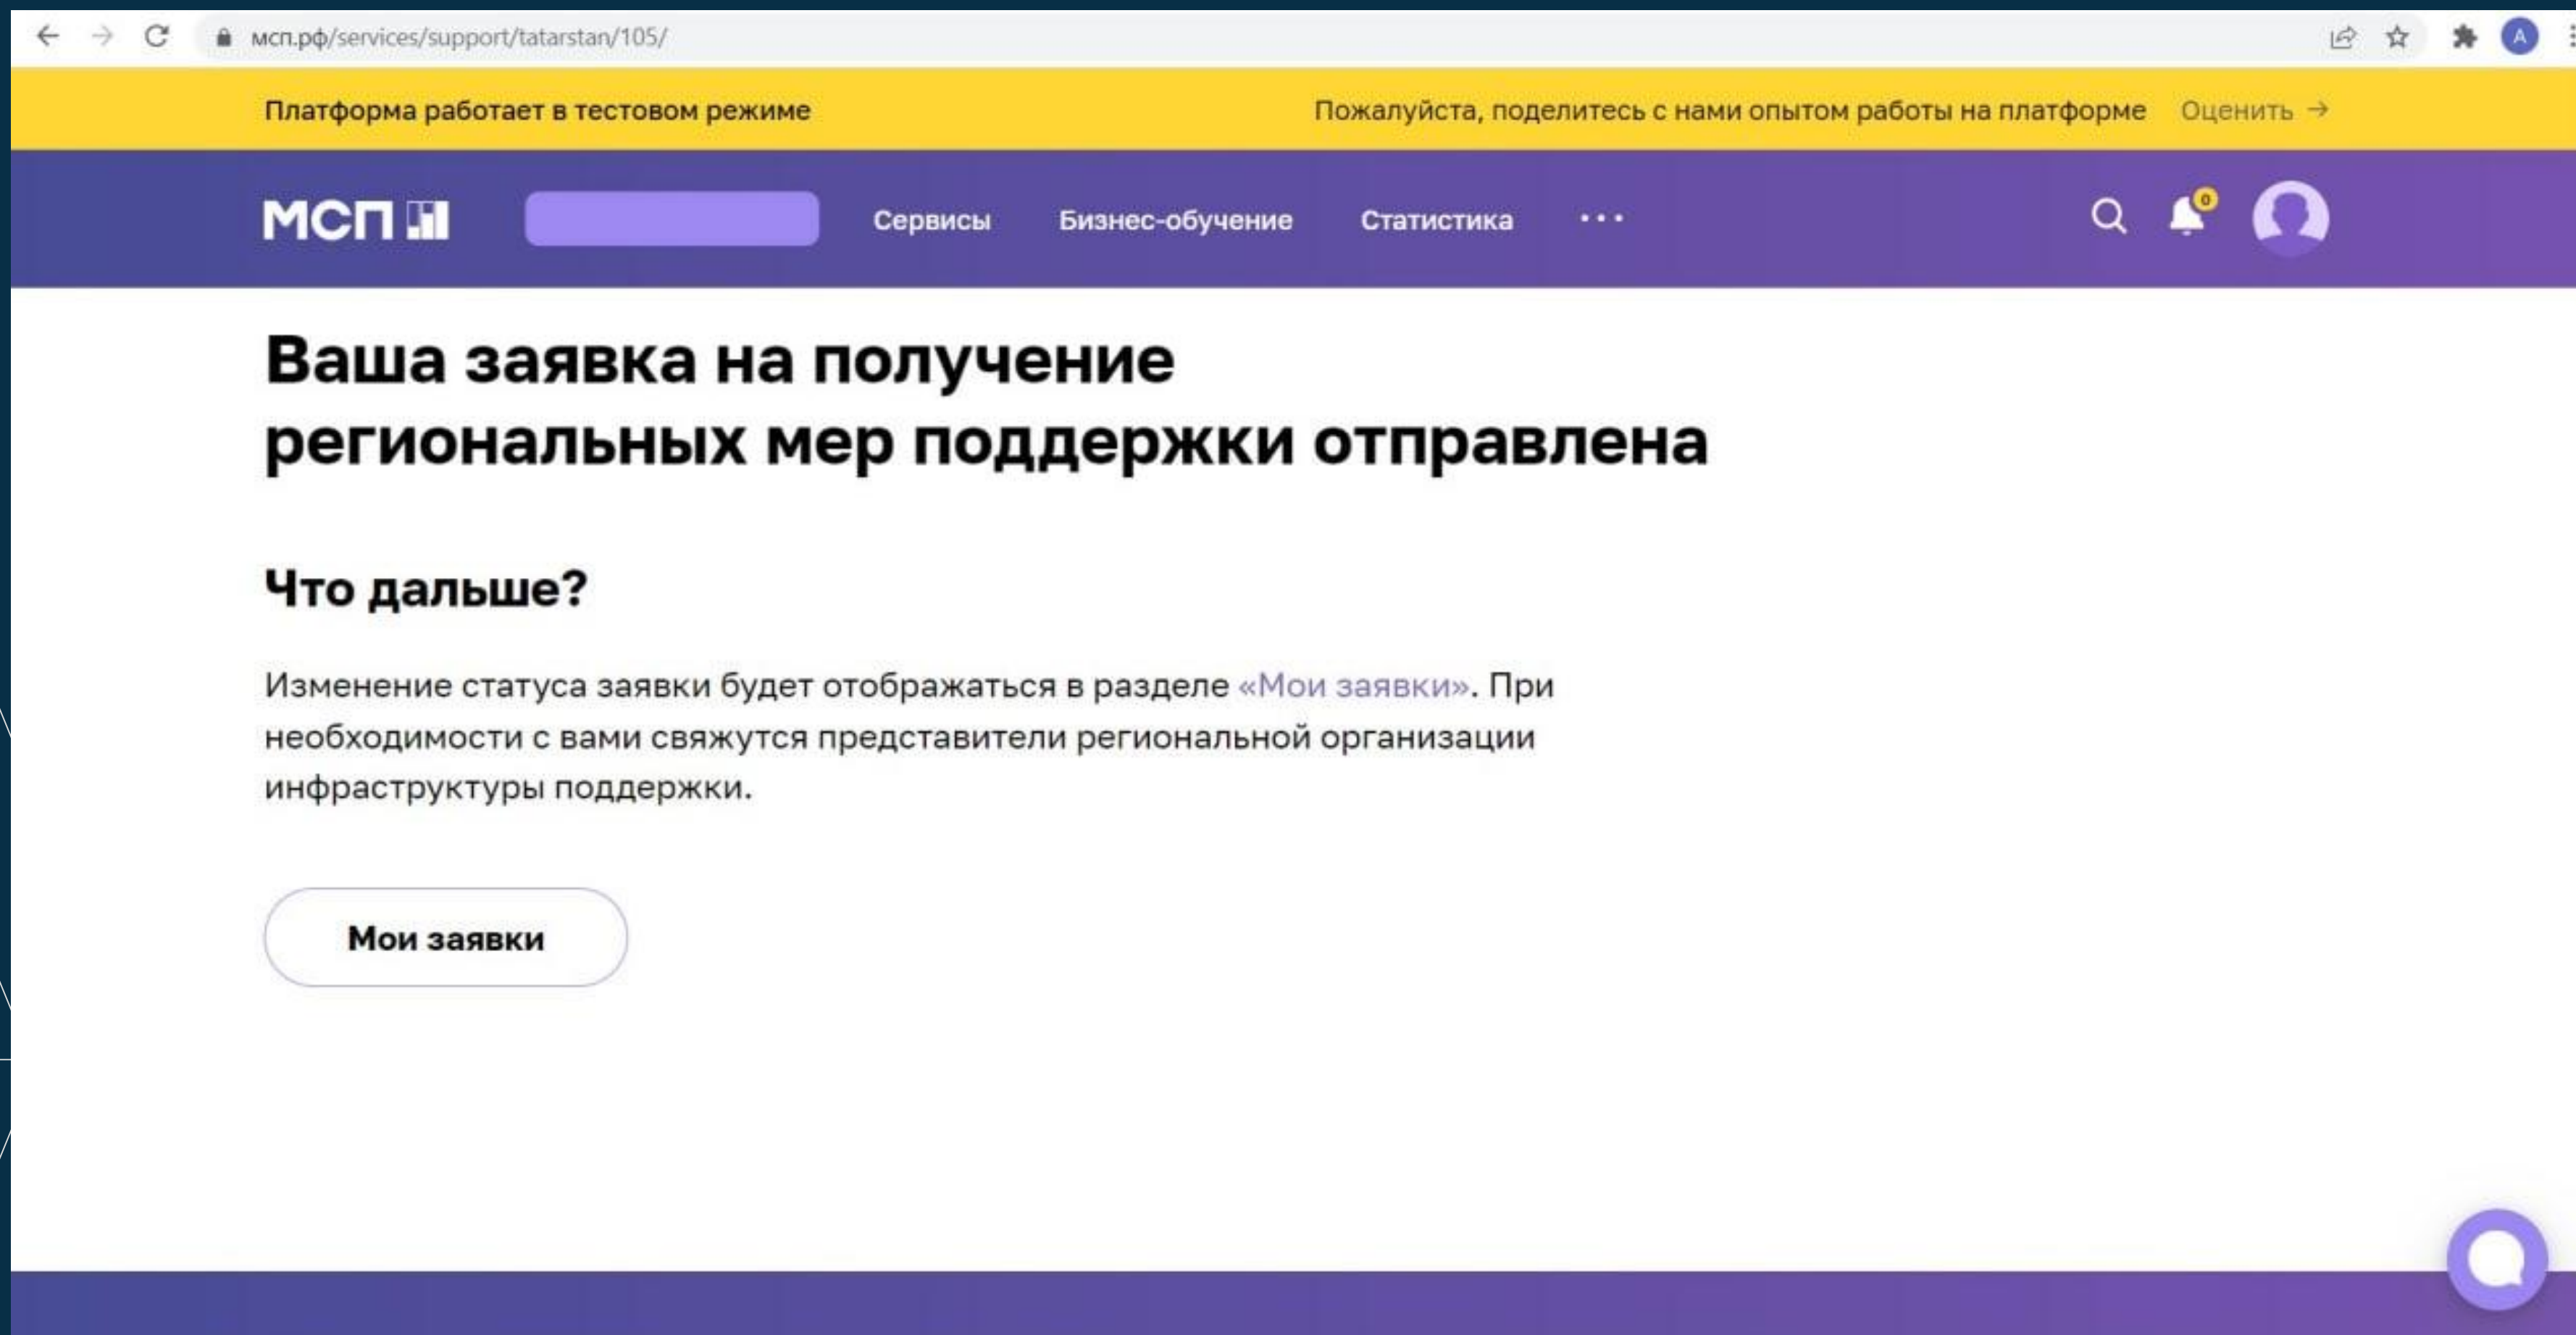 мсп.рф/services/support/tatarstan/105/
A
Платформа работает в тестовом режиме
Пожалуйста, поделитесь с нами опытом работы на платформе Оценить →
МСП
Сервисы Бизнес-обучение Статистика ...
0
Ваша заявка на получение
региональных мер поддержки отправлена
Что дальше?
Изменение статуса заявки будет отображаться в разделе «Мои заявки». При
необходимости с вами свяжутся представители региональной организации
инфраструктуры поддержки.
Мои заявки